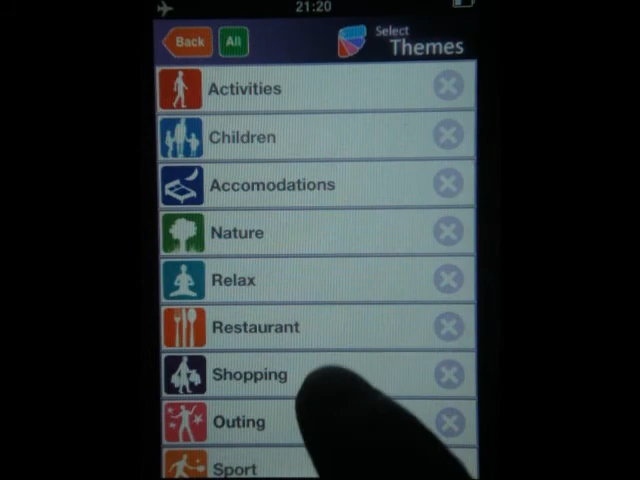 21:20
Back
All
Select
Themes
Activities
Children
Accomodations
Nature
Relax
Restaurant
Shopping
Outing
Sport